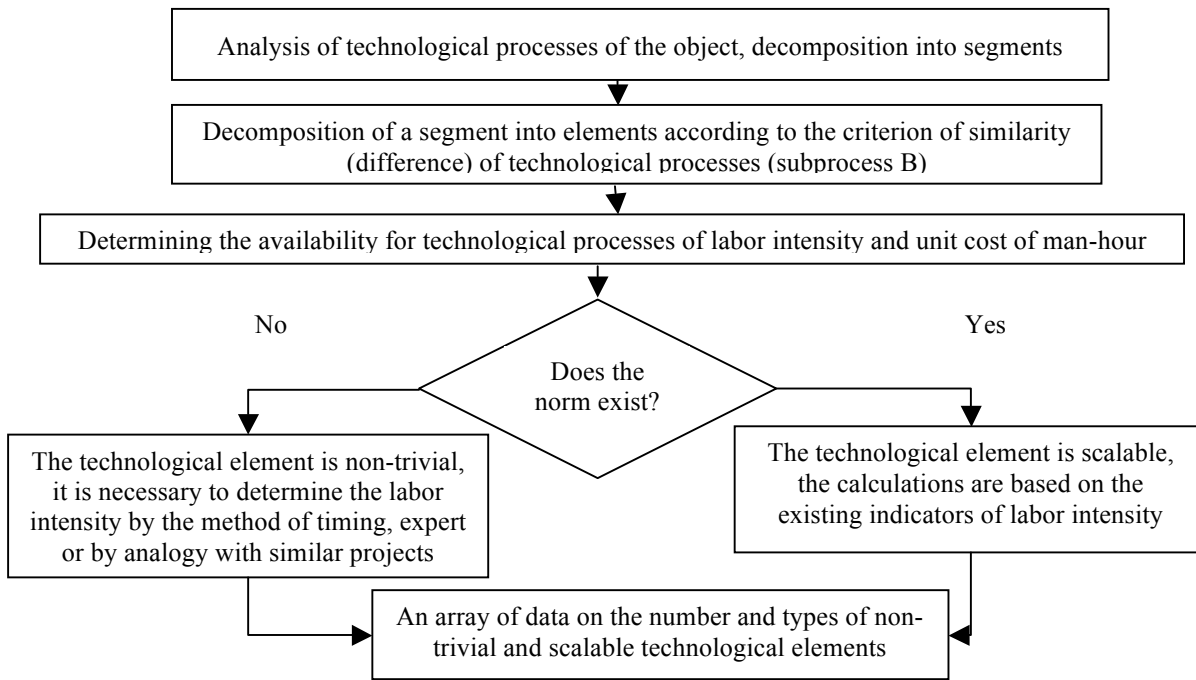 Analysis of technological processes of the object, decomposition into segments
Decomposition of a segment into elements according to the criterion of similarity
(difference) of technological processes (subprocess B)
Determining the availability for technological processes of labor intensity and unit cost of man-hour
No
Yes
Does the
norm exist?
The technological element is non-trivial,
it is necessary to determine the labor
intensity by the method of timing, expert
or by analogy with similar projects
The technological element is scalable,
the calculations are based on the
existing indicators of labor intensity
An array of data on the number and types of non-
trivial and scalable technological elements